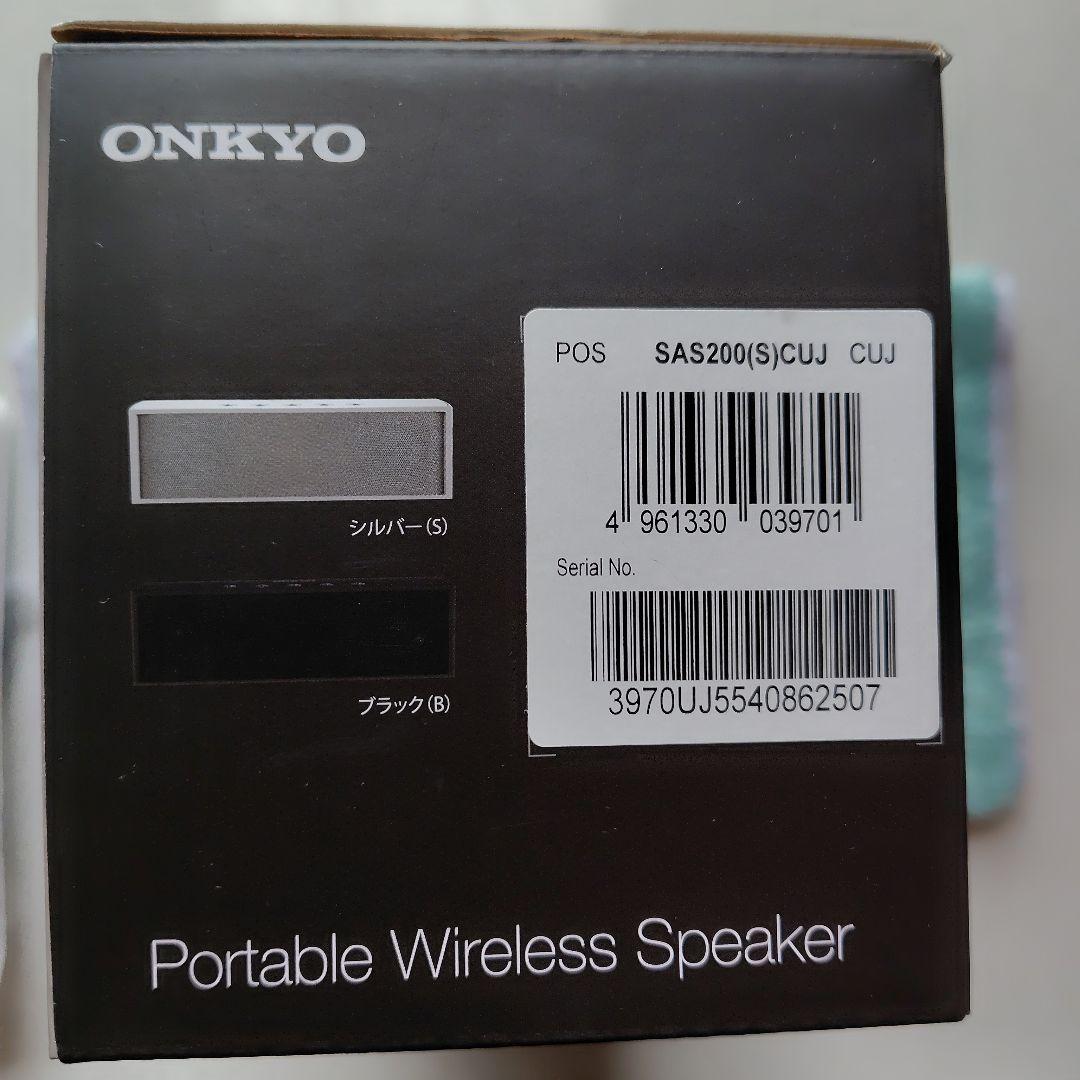 ONKYO
POS SAS200(S)CUJ CUJ
4 961330 039701
シルバー(S)
Serial No.
3970UJ5540862507
ブラック(B)
Portable Wireless Speaker